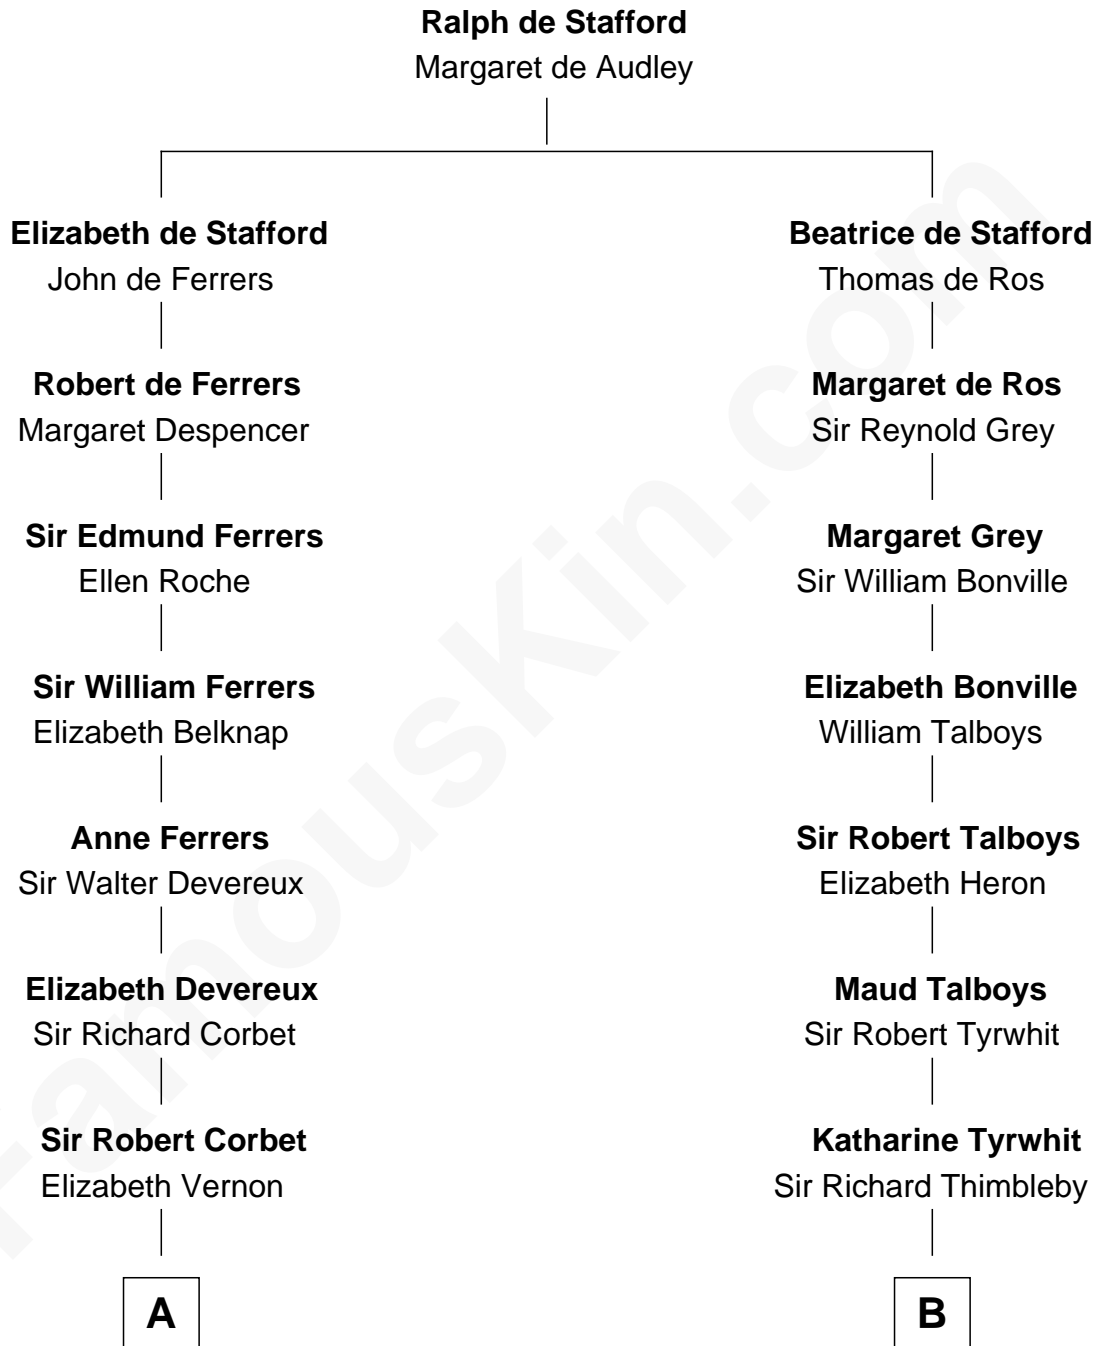 Ralph de Stafford
Margaret de Audley
Elizabeth de Stafford
John de Ferrers
Beatrice de Stafford
Thomas de Ros
Robert de Ferrers
Margaret Despencer
Margaret de Ros
Sir Reynold Grey
Sir Edmund Ferrers
Ellen Roche
Margaret Grey
Sir William Bonville
Sir William Ferrers
Elizabeth Belknap
Elizabeth Bonville
William Talboys
Anne Ferrers
Sir Walter Devereux
Sir Robert Talboys
Elizabeth Heron
Elizabeth Devereux
Sir Richard Corbet
Maud Talboys
Sir Robert Tyrwhit
Sir Robert Corbet
Elizabeth Vernon
Katharine Tyrwhit
Sir Richard Thimbleby
A
B
FamousKin.com